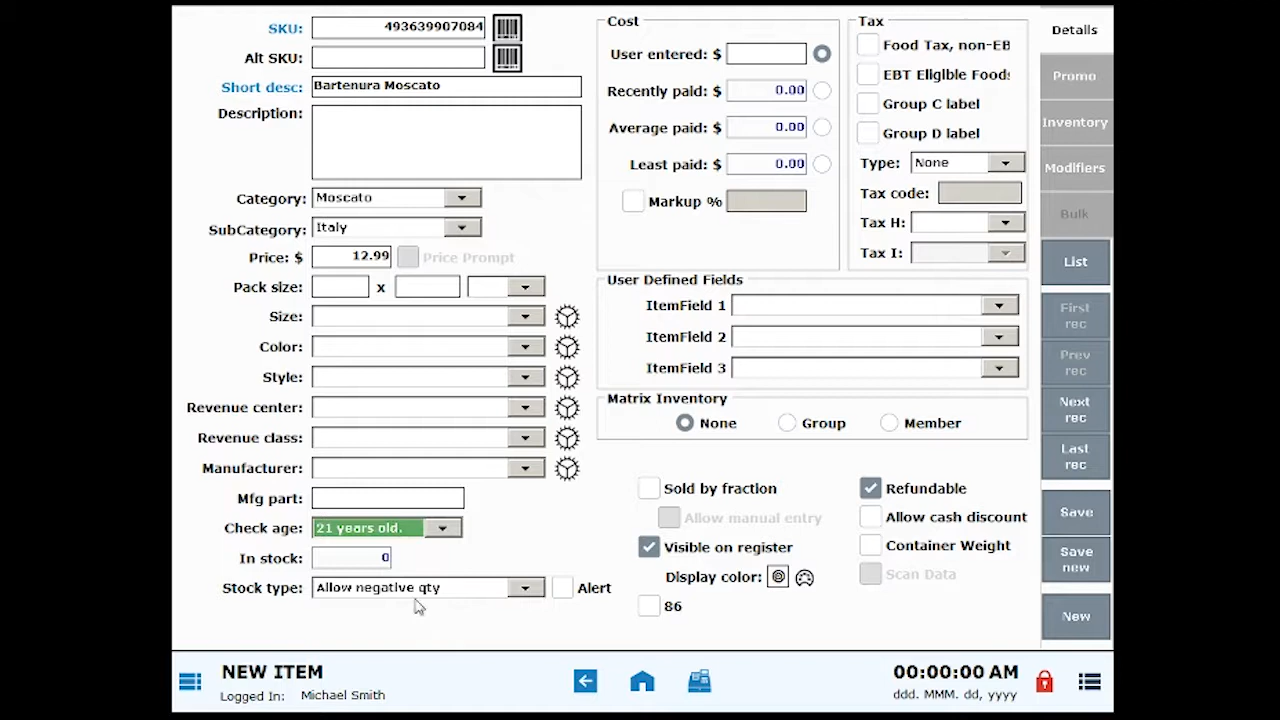 SKU: 493639907084
Alt SKU:
Short desc: Bartenura Moscato
Description:
Category: Moscato
SubCategory: Italy
Price: $ 12.99 Price Prompt
Pack size: x
Size:
Color:
Style:
Revenue center:
Revenue class:
Manufacturer:
Mfg part:
Check age: 21 years old.
In stock: 0
Stock type: Allow negative qty Alert
Cost
User entered: $
Recently paid: $ 0.00
Average paid: $ 0.00
Least paid: $ 0.00
Markup %
Tax
Food Tax, non-EB
EBT Eligible Foods
Group C label
Group D label
Type: None
Tax code:
Tax H:
Tax I:
User Defined Fields
ItemField 1
ItemField 2
ItemField 3
Matrix Inventory
None Group Member
Sold by fraction
Allow manual entry
Visible on register
Display color:
86
Refundable
Allow cash discount
Container Weight
Scan Data
Details
Promo
Inventory
Modifiers
Bulk
List
First
rec
Prev
rec
Next
rec
Last
rec
Save
Save
new
New
NEW ITEM
Logged In: Michael Smith
00:00:00 AM
ddd. MMM. dd, yyyy